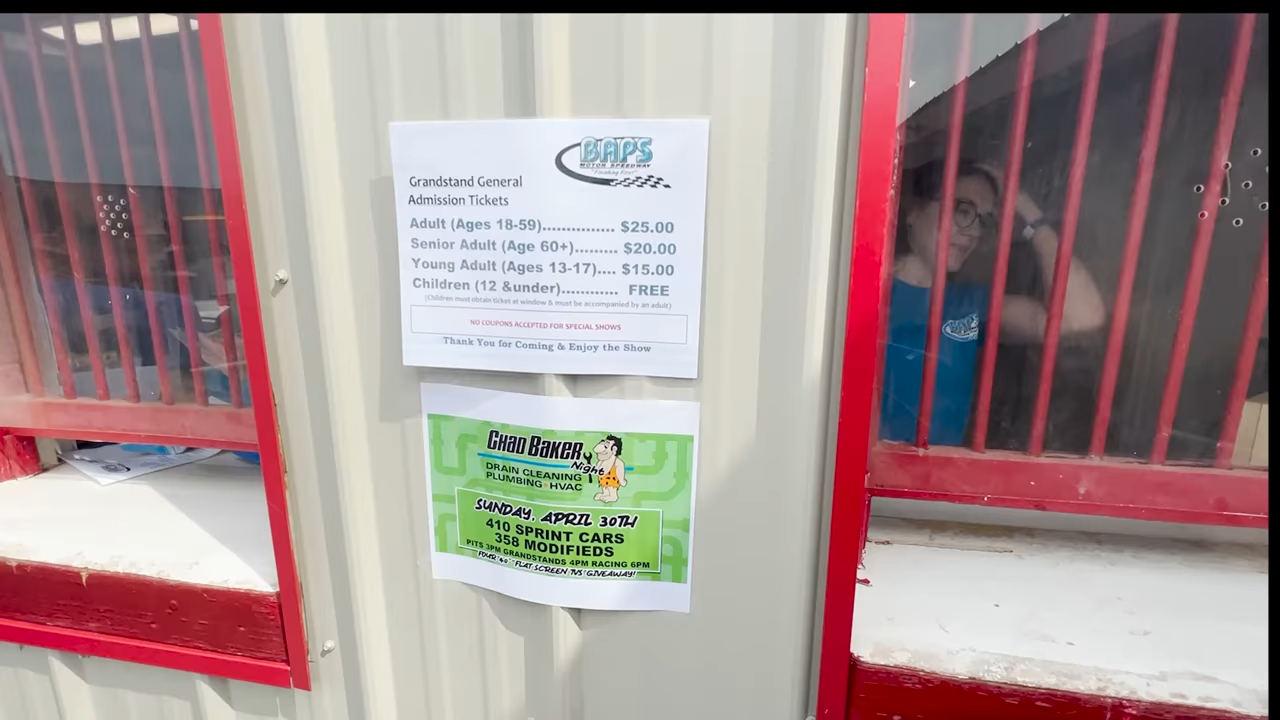 BAPS
MOTOR SPEEDWAY
"Finishing First"
Grandstand General
Admission Tickets
Adult (Ages 18-59)............... $25.00
Senior Adult (Age 60+)......... $20.00
Young Adult (Ages 13-17).... $15.00
Children (12 &under)............ FREE
(Children must obtain ticket at window & must be accompanied by an adult)
NO COUPONS ACCEPTED FOR SPECIAL SHOWS
Thank You for Coming & Enjoy the Show
CHAD BAKER
Night
DRAIN CLEANING
PLUMBING HVAC
SUNDAY, APRIL 30TH
410 SPRINT CARS
358 MODIFIEDS
PITS 3PM GRANDSTANDS 4PM RACING 6PM
FOUR "40" FLAT SCREEN TVS GIVEAWAY!
BAPS